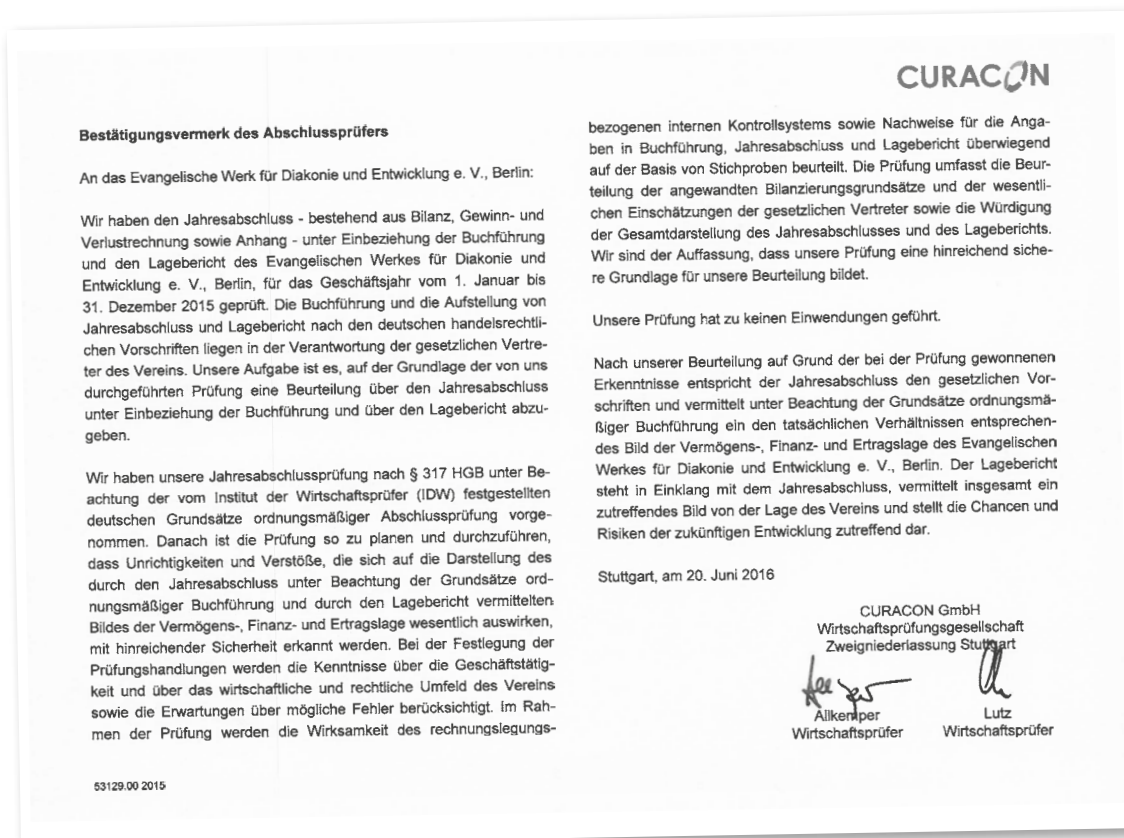 CURACON
Bestätigungsvermerk des Abschlussprüfers
An das Evangelische Werk für Diakonie und Entwicklung e. V., Berlin:
Wir haben den Jahresabschluss - bestehend aus Bilanz, Gewinn- und
Verlustrechnung sowie Anhang - unter Einbeziehung der Buchführung
und den Lagebericht des Evangelischen Werkes für Diakonie und
Entwicklung e. V., Berlin, für das Geschäftsjahr vom 1. Januar bis
31. Dezember 2015 geprüft. Die Buchführung und die Aufstellung von
Jahresabschluss und Lagebericht nach den deutschen handelsrechtli-
chen Vorschriften liegen in der Verantwortung der gesetzlichen Vertre-
ter des Vereins. Unsere Aufgabe ist es, auf der Grundlage der von uns
durchgeführten Prüfung eine Beurteilung über den Jahresabschluss
unter Einbeziehung der Buchführung und über den Lagebericht abzu-
geben.
Wir haben unsere Jahresabschlussprüfung nach § 317 HGB unter Be-
achtung der vom Institut der Wirtschaftsprüfer (IDW) festgestellten
deutschen Grundsätze ordnungsmäßiger Abschlussprüfung vorge-
nommen. Danach ist die Prüfung so zu planen und durchzuführen,
dass Unrichtigkeiten und Verstöße, die sich auf die Darstellung des
durch den Jahresabschluss unter Beachtung der Grundsätze ord-
nungsmäßiger Buchführung und durch den Lagebericht vermittelten
Bildes der Vermögens-, Finanz- und Ertragslage wesentlich auswirken,
mit hinreichender Sicherheit erkannt werden. Bei der Festlegung der
Prüfungshandlungen werden die Kenntnisse über die Geschäftstätig-
keit und über das wirtschaftliche und rechtliche Umfeld des Vereins
sowie die Erwartungen über mögliche Fehler berücksichtigt. Im Rah-
men der Prüfung werden die Wirksamkeit des rechnungslegungs-
bezogenen internen Kontrollsystems sowie Nachweise für die Anga-
ben in Buchführung, Jahresabschluss und Lagebericht überwiegend
auf der Basis von Stichproben beurteilt. Die Prüfung umfasst die Beur-
teilung der angewandten Bilanzierungsgrundsätze und der wesentli-
chen Einschätzungen der gesetzlichen Vertreter sowie die Würdigung
der Gesamtdarstellung des Jahresabschlusses und des Lageberichts.
Wir sind der Auffassung, dass unsere Prüfung eine hinreichend siche-
re Grundlage für unsere Beurteilung bildet.
Unsere Prüfung hat zu keinen Einwendungen geführt.
Nach unserer Beurteilung auf Grund der bei der Prüfung gewonnenen
Erkenntnisse entspricht der Jahresabschluss den gesetzlichen Vor-
schriften und vermittelt unter Beachtung der Grundsätze ordnungsmä-
ßiger Buchführung ein den tatsächlichen Verhältnissen entsprechen-
des Bild der Vermögens-, Finanz- und Ertragslage des Evangelischen
Werkes für Diakonie und Entwicklung e. V., Berlin. Der Lagebericht
steht in Einklang mit dem Jahresabschluss, vermittelt insgesamt ein
zutreffendes Bild von der Lage des Vereins und stellt die Chancen und
Risiken der zukünftigen Entwicklung zutreffend dar.
Stuttgart, am 20. Juni 2016
CURACON GmbH
Wirtschaftsprüfungsgesellschaft
Zweigniederlassung Stuttgart
Allkemper Lutz
Wirtschaftsprüfer Wirtschaftsprüfer
53129.00 2015